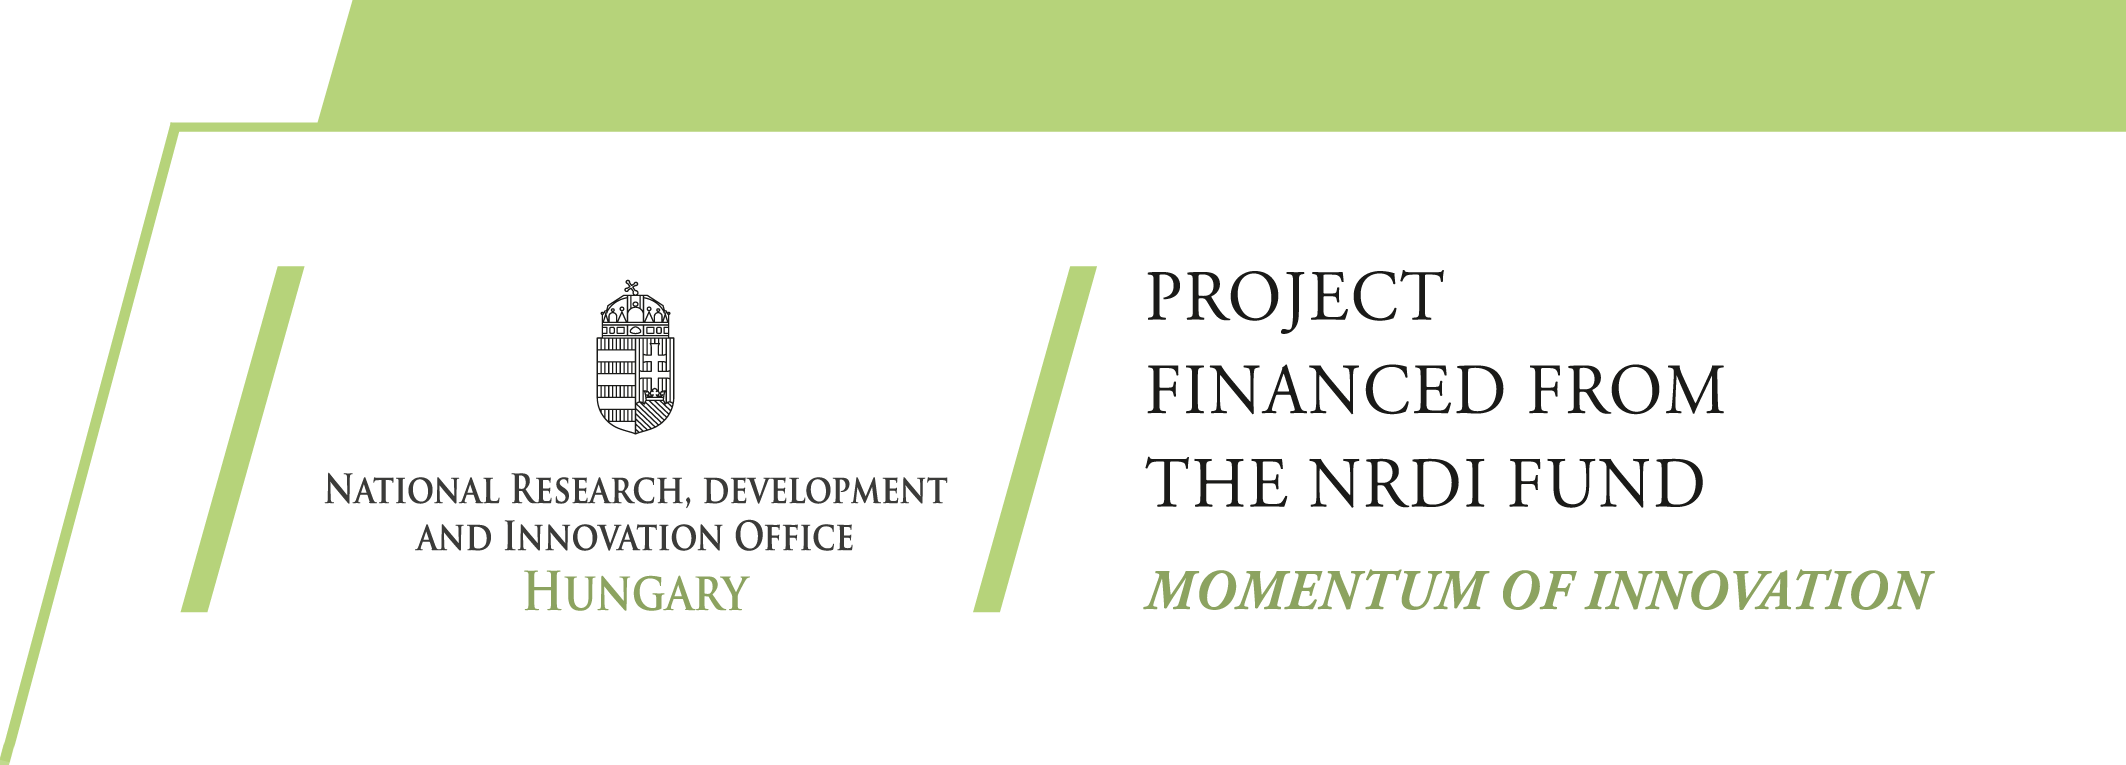 National Research, development
and Innovation Office
Hungary
PROJECT
FINANCED FROM
THE NRDI FUND
MOMENTUM OF INNOVATION